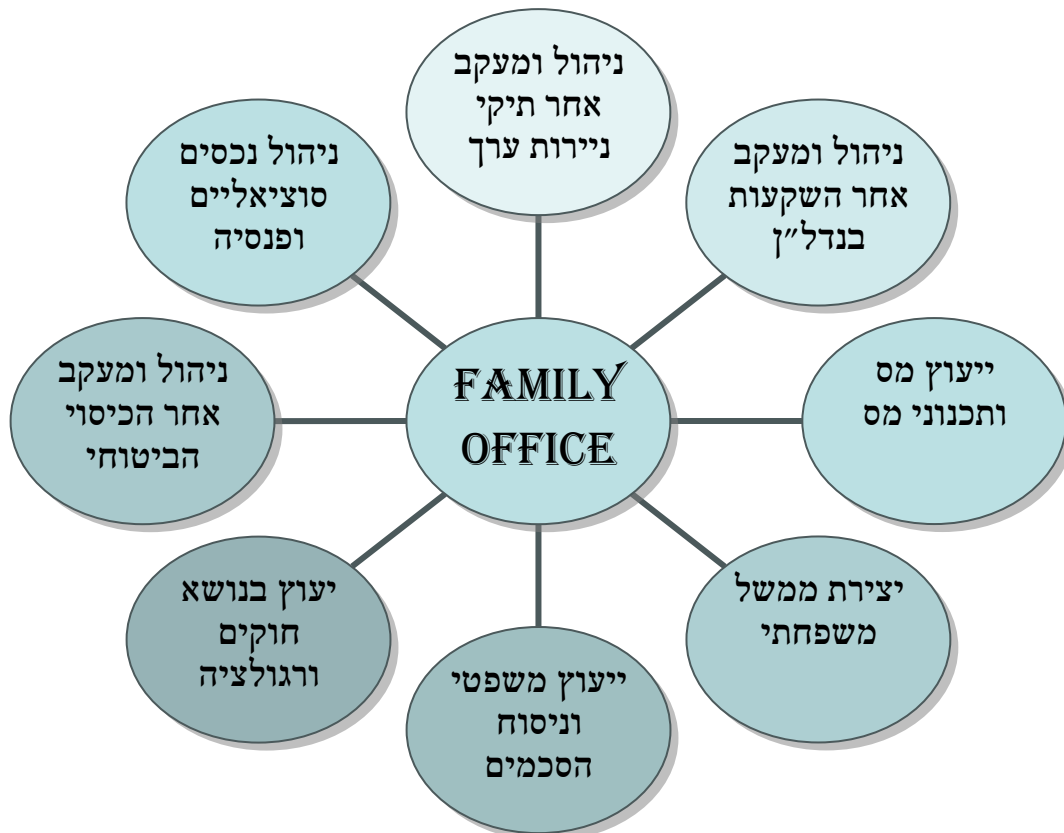 ניהול ומעקב
אחר תיקי
ניירות ערך
ניהול ומעקב
אחר השקעות
בנדל״ן
ייעוץ מס
ותכנוני מס
יצירת ממשל
משפחתי
ייעוץ משפטי
וניסוח
הסכמים
יעוץ בנושא
חוקים
ורגולציה
ניהול ומעקב
אחר הכיסוי
הביטוחי
ניהול נכסים
סוציאליים
ופנסיה
FAMILY
OFFICE